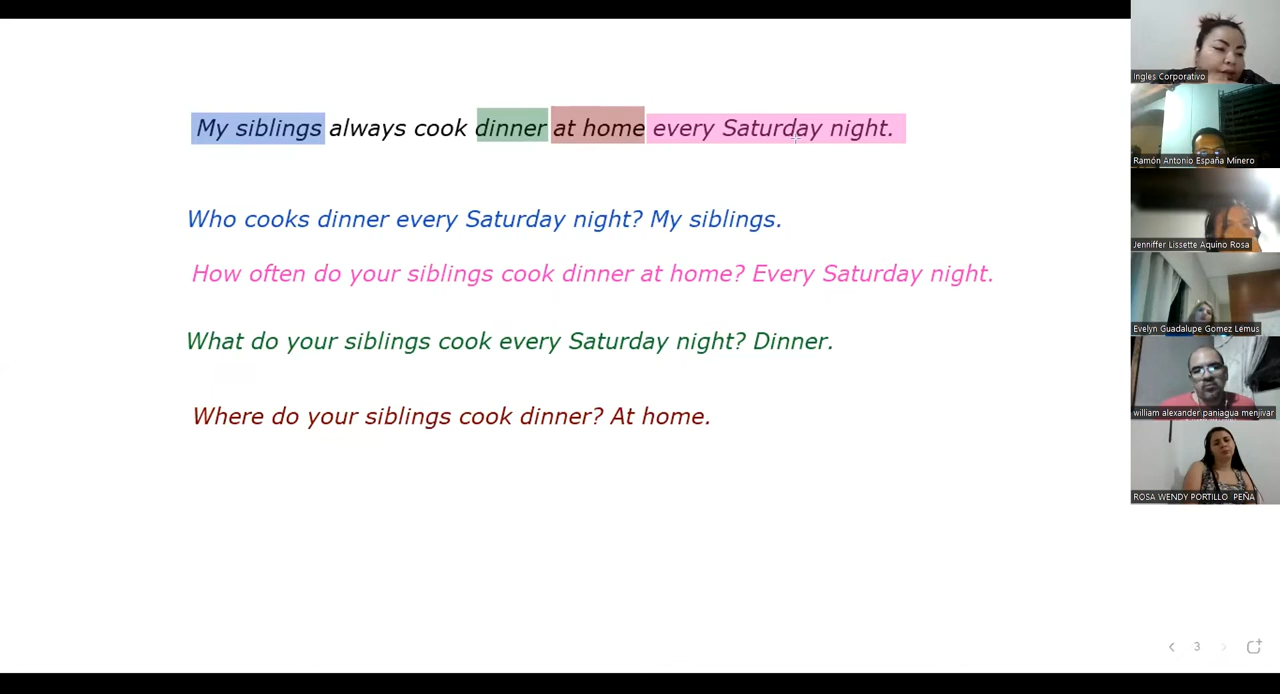 My siblings always cook dinner at home every Saturday night.
Who cooks dinner every Saturday night? My siblings.
How often do your siblings cook dinner at home? Every Saturday night.
What do your siblings cook every Saturday night? Dinner.
Where do your siblings cook dinner? At home.
Ingles Corporativo
Ramón Antonio España Minero
Jenniffer Lissette Aquino Rosa
Evelyn Guadalupe Gomez Lemus
william alexander paniagua menjivar
ROSA WENDY PORTILLO PEÑA
3